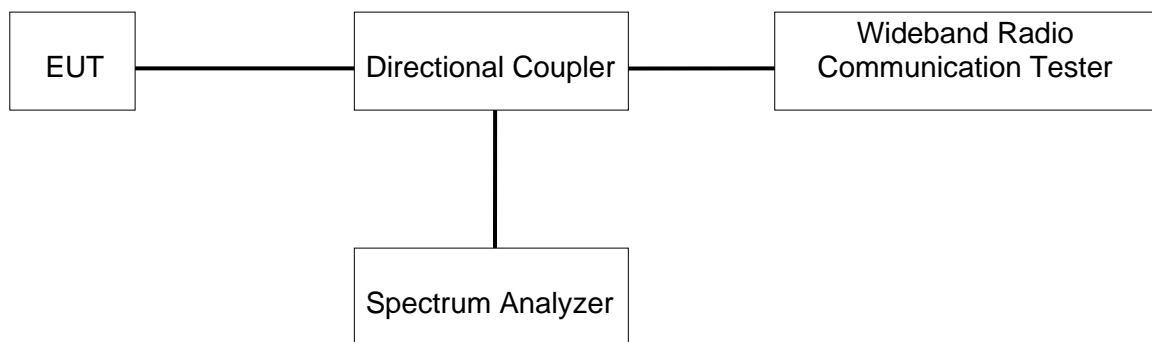 EUT
Directional Coupler
Wideband Radio
Communication Tester
Spectrum Analyzer